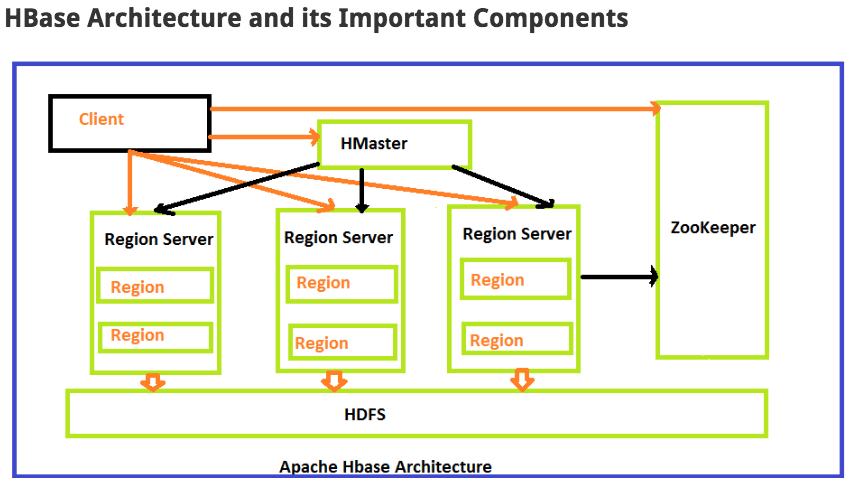 HBase Architecture and its Important Components
Client
HMaster
ZooKeeper
Region Server
Region
Region
Region Server
Region
Region
Region Server
Region
Region
HDFS
Apache Hbase Architecture